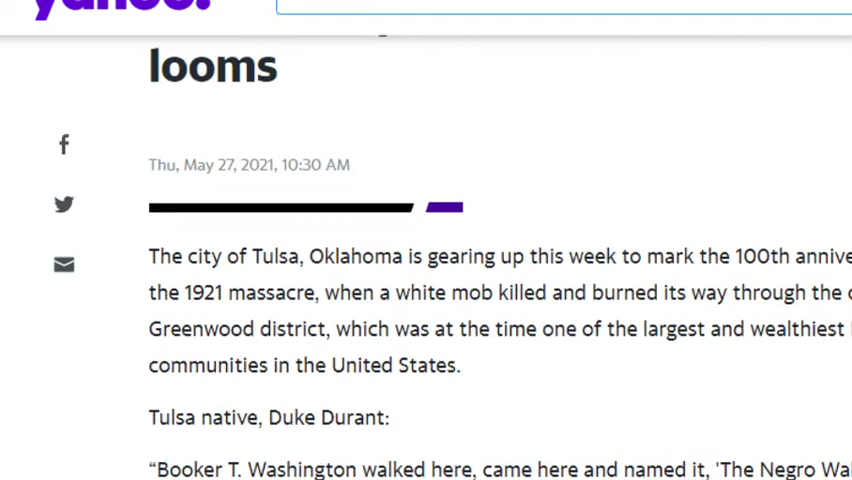 yahoo!
looms
Thu, May 27, 2021, 10:30 AM
The city of Tulsa, Oklahoma is gearing up this week to mark the 100th
the 1921 massacre, when a white mob killed and burned its way through the
Greenwood district, which was at the time one of the largest and wealthiest
communities in the United States.
Tulsa native, Duke Durant:
“Booker T. Washington walked here, came here and named it, 'The Negro